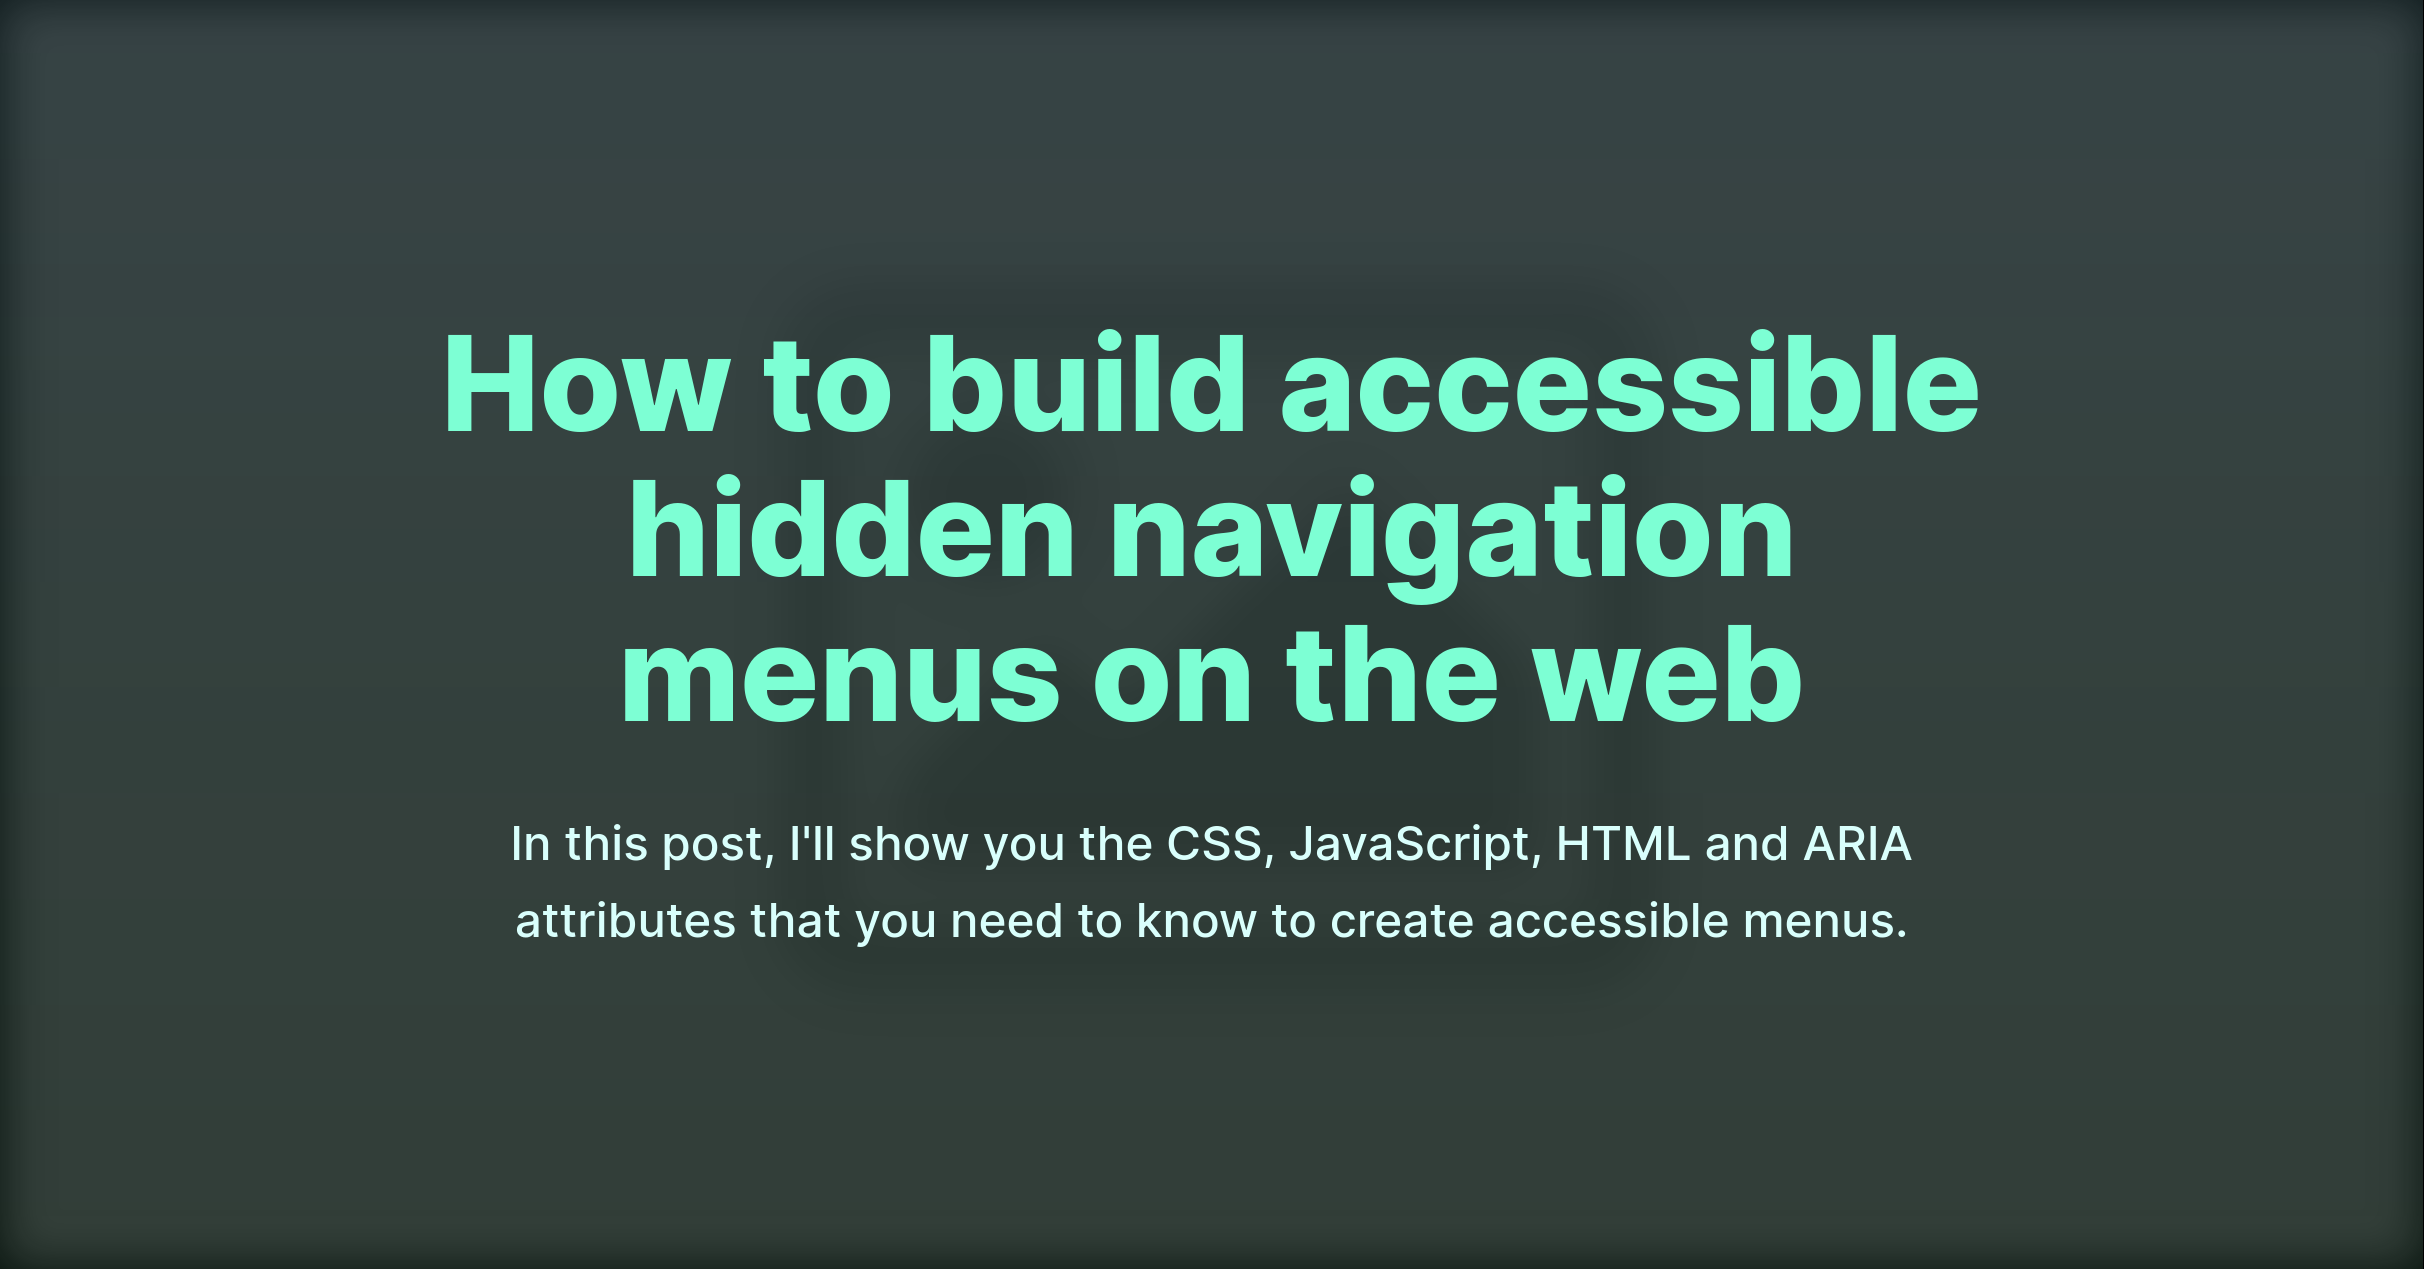 How to build accessible
hidden navigation
menus on the web
In this post, I'll show you the CSS, JavaScript, HTML and ARIA
attributes that you need to know to create accessible menus.